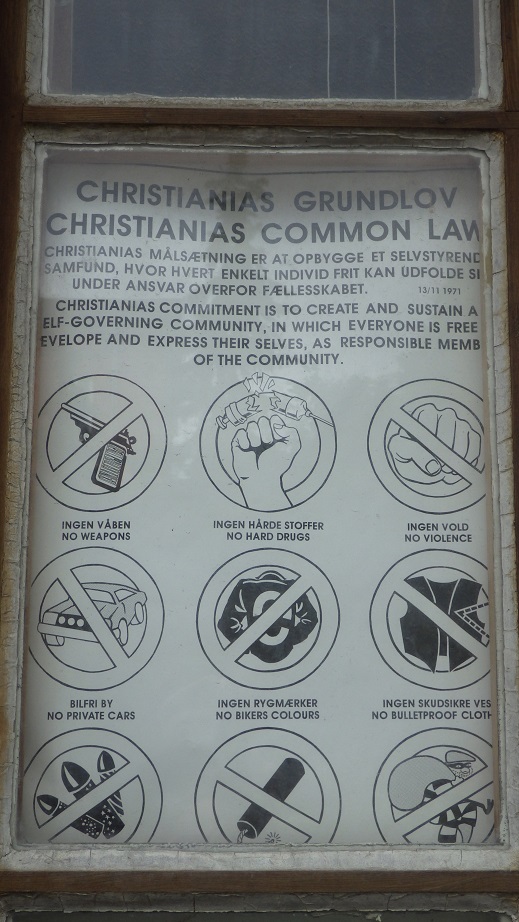 CHRISTIANIAS GRUNDLOV
CHRISTIANIAS COMMON LAW
CHRISTIANIAS MÅLSÆTNING ER AT OPBYGGE ET SELVSTYREND
SAMFUND, HVOR HVERT ENKELT INDIVID FRIT KAN UDFOLDE SI
UNDER ANSVAR OVERFOR FÆLLESSKABET. 13/11 1971
CHRISTIANIAS COMMITMENT IS TO CREATE AND SUSTAIN A
ELF-GOVERNING COMMUNITY, IN WHICH EVERYONE IS FREE
EVELOPE AND EXPRESS THEIR SELVES, AS RESPONSIBLE MEMB
OF THE COMMUNITY.
INGEN VÅBEN
NO WEAPONS
INGEN HÅRDE STOFFER
NO HARD DRUGS
INGEN VOLD
NO VIOLENCE
BILFRI BY
NO PRIVATE CARS
INGEN RYGMÆRKER
NO BIKERS COLOURS
INGEN SKUDSIKRE VES
NO BULLETPROOF CLOTH